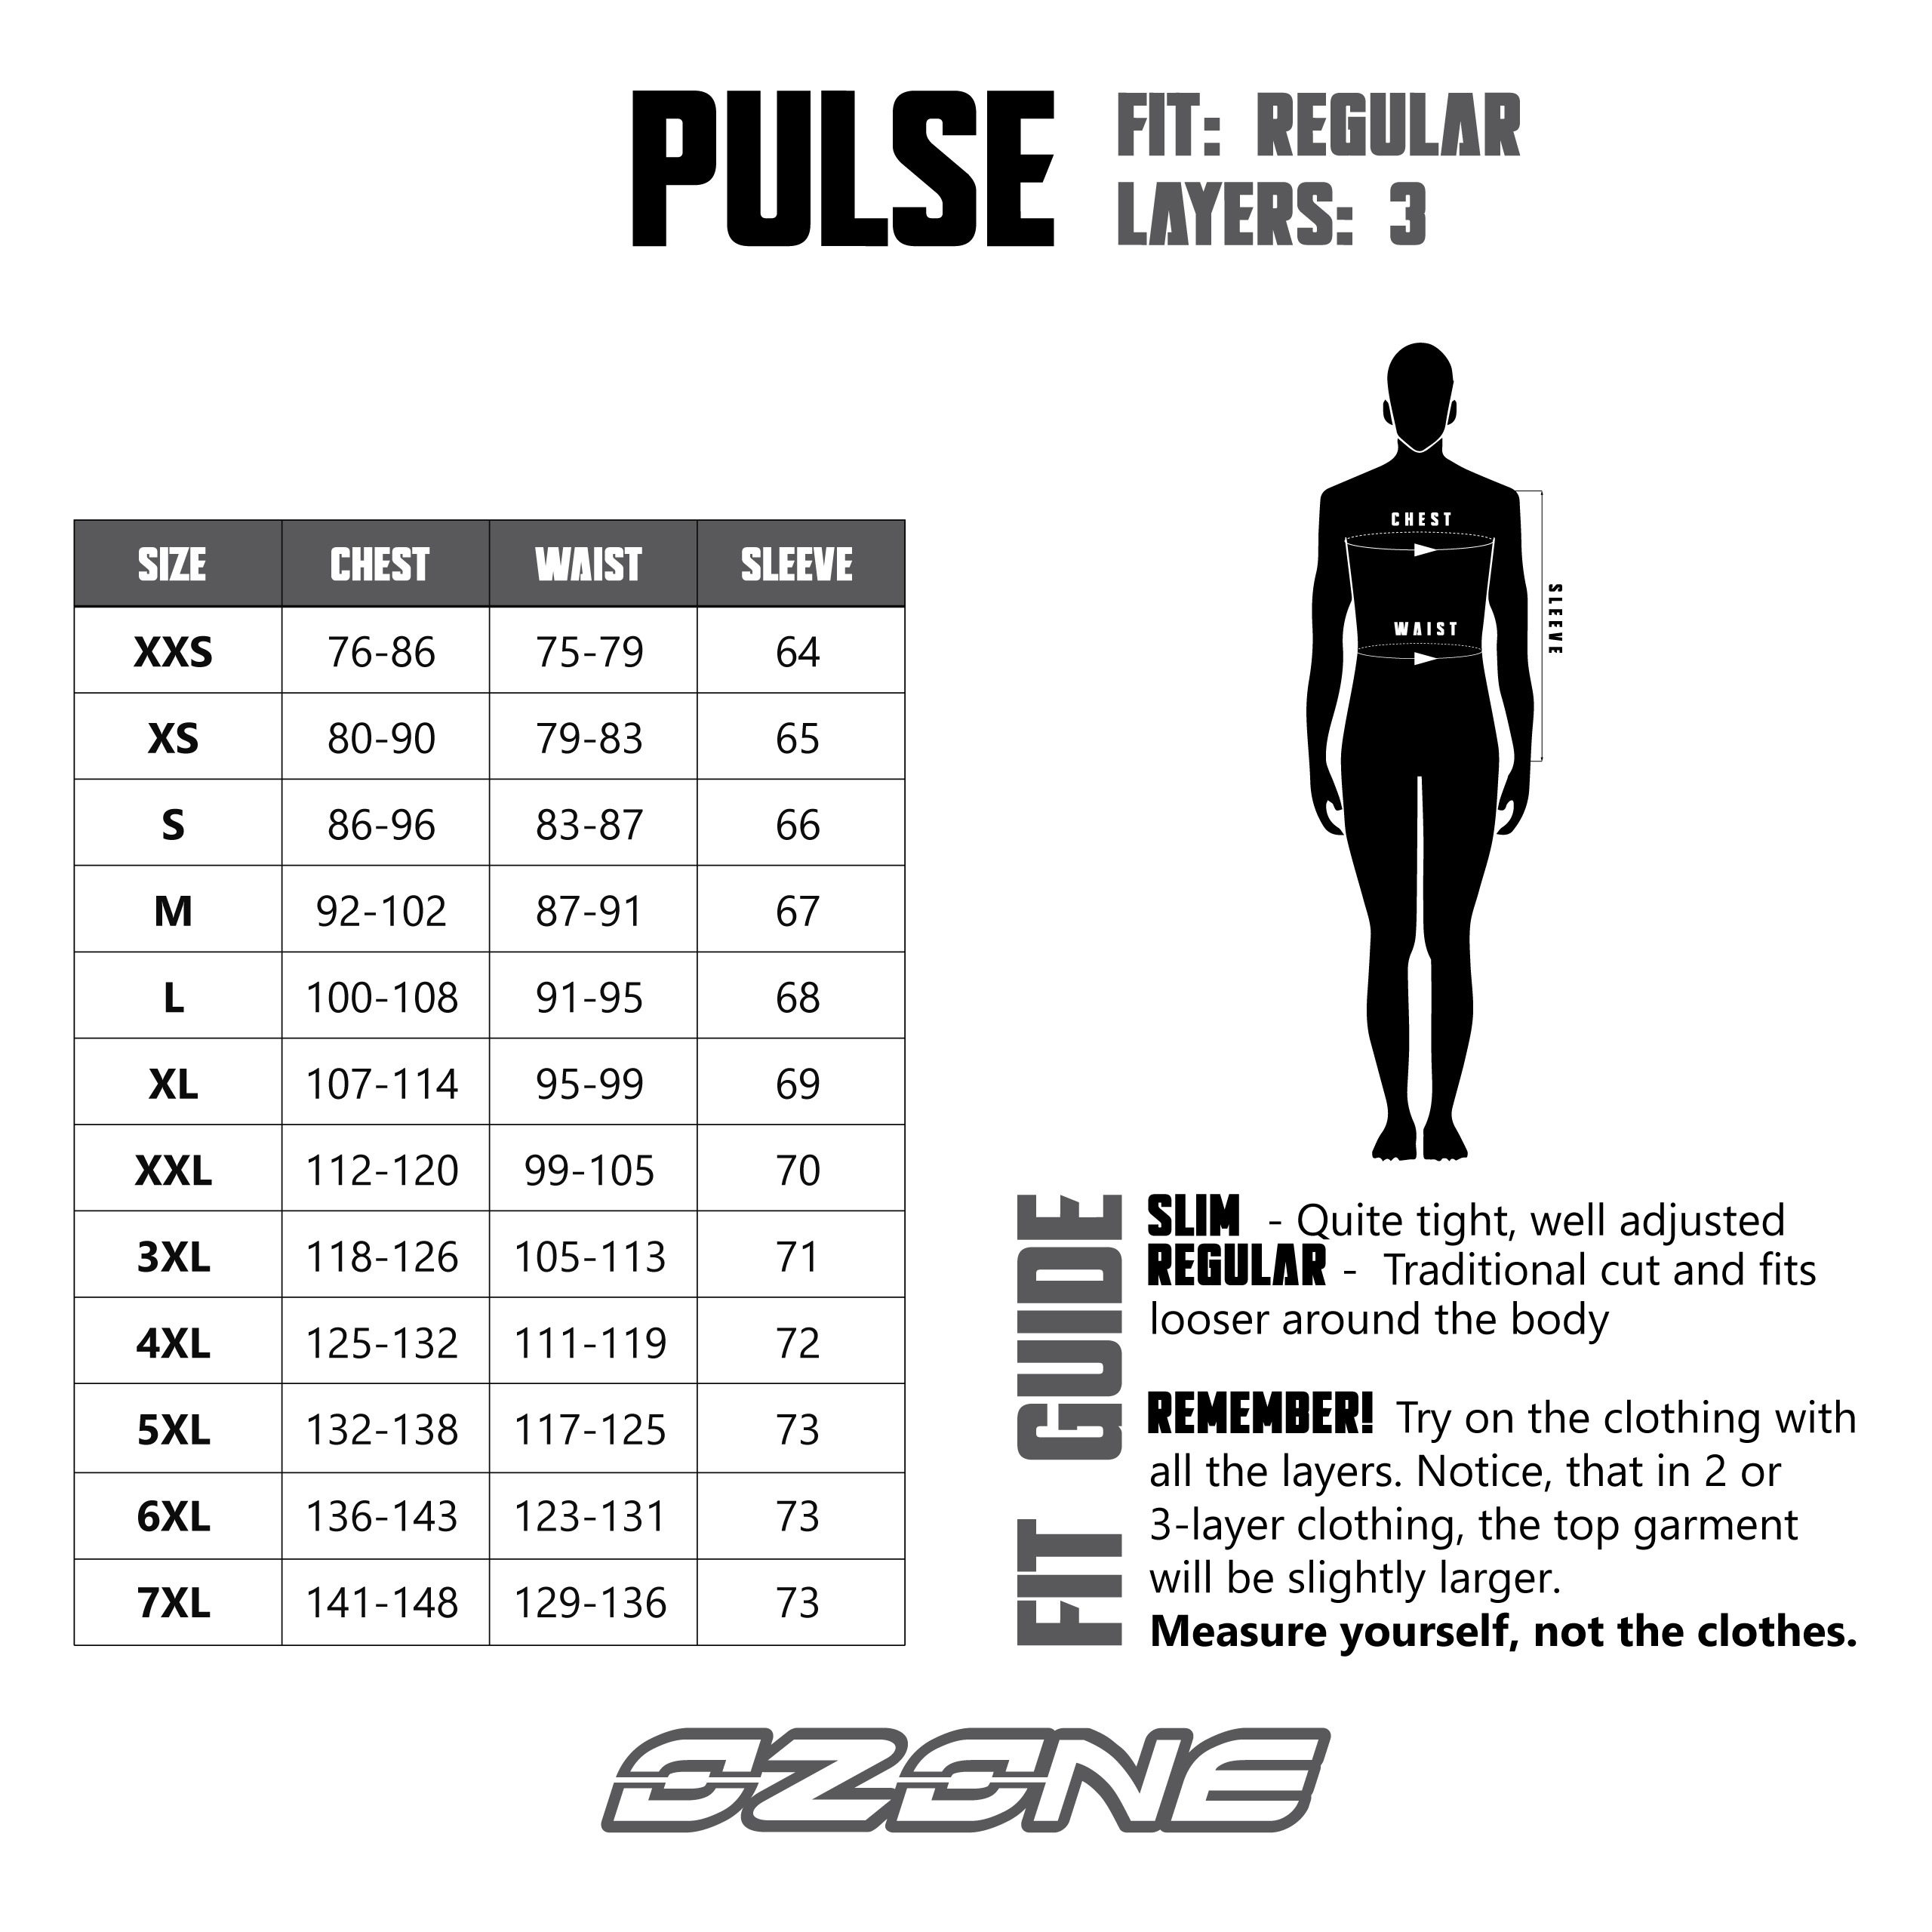 PULSE
FIT: REGULAR
LAYERS: 3
SIZE CHEST WAIST SLEEVE
XXS 76-86 75-79 64
XS 80-90 79-83 65
S 86-96 83-87 66
M 92-102 87-91 67
L 100-108 91-95 68
XL 107-114 95-99 69
XXL 112-120 99-105 70
3XL 118-126 105-113 71
4XL 125-132 111-119 72
5XL 132-138 117-125 73
6XL 136-143 123-131 73
7XL 141-148 129-136 73
CHEST
WAIST
SLEEVE
FIT GUIDE
SLIM - Quite tight, well adjusted
REGULAR - Traditional cut and fits
looser around the body
REMEMBER! Try on the clothing with
all the layers. Notice, that in 2 or
3-layer clothing, the top garment
will be slightly larger.
Measure yourself, not the clothes.
OZONE